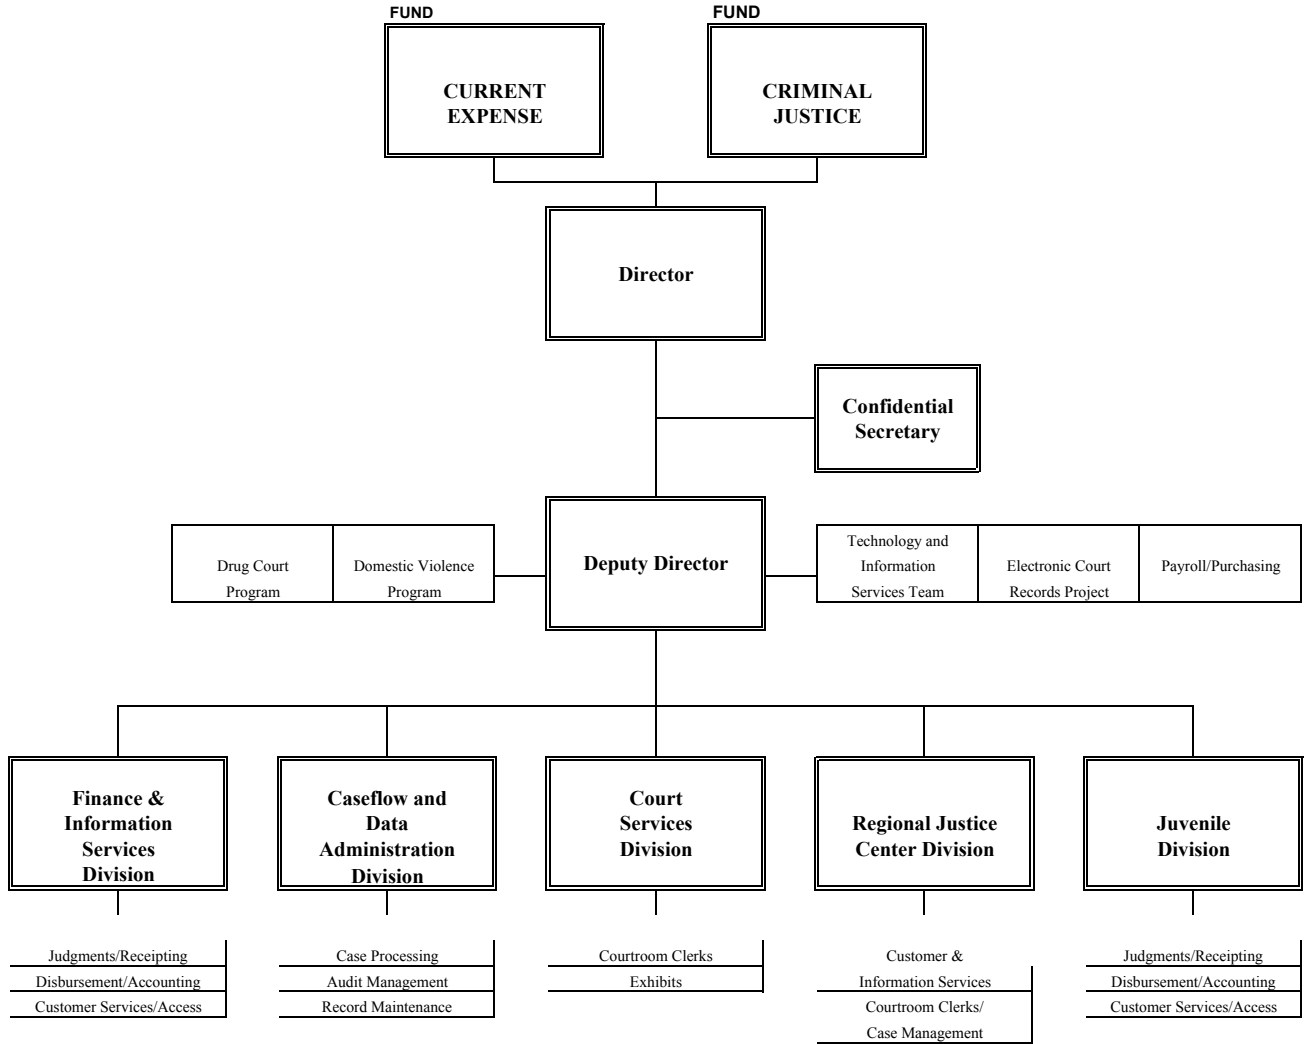 FUND
FUND
CURRENT
EXPENSE
CRIMINAL
JUSTICE
Director
Confidential
Secretary
Deputy Director
Drug Court
Program
Domestic Violence
Program
Technology and
Information
Services Team
Electronic Court
Records Project
Payroll/Purchasing
Finance &
Information
Services
Division
Caseflow and
Data
Administration
Division
Court
Services
Division
Regional Justice
Center Division
Juvenile
Division
Judgments/Receipting
Disbursement/Accounting
Customer Services/Access
Case Processing
Audit Management
Record Maintenance
Courtroom Clerks
Exhibits
Customer &
Information Services
Courtroom Clerks/
Case Management
Judgments/Receipting
Disbursement/Accounting
Customer Services/Access